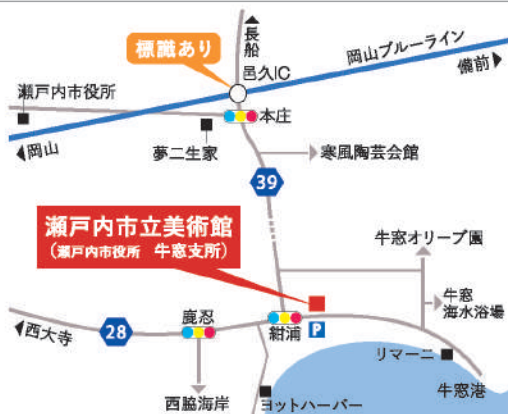 ▲長船
標識あり
邑久IC
岡山ブルーライン
備前▶
瀬戸内市役所
本庄
◀岡山
夢二生家
寒風陶芸会館
39
瀬戸内市立美術館
（瀬戸内市役所 牛窓支所）
牛窓オリーブ園
牛窓
海水浴場
鹿忍
紺浦
P
◀西大寺
28
リマーニ
西脇海岸
ヨットハーバー
牛窓港